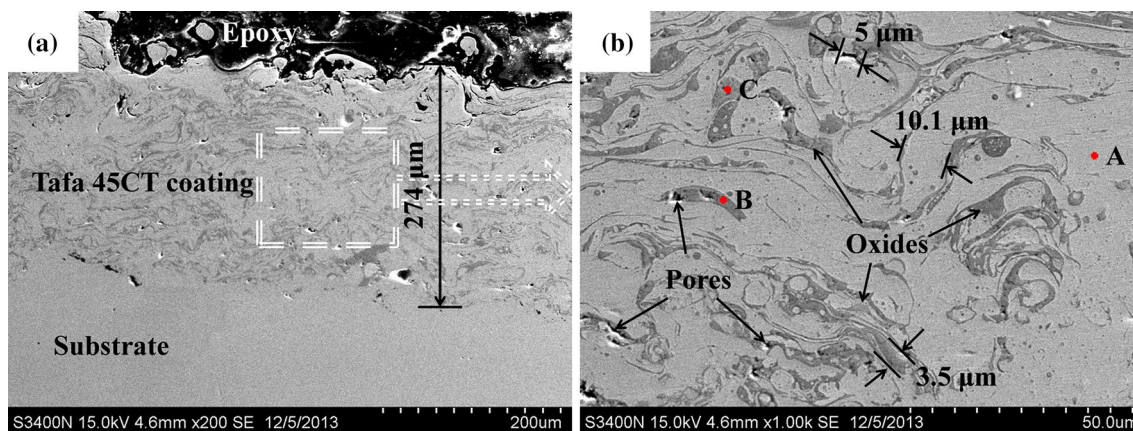 (a)
Epoxy
Tafa 45CT coating
274 μm
Substrate
S3400N 15.0kV 4.6mm x200 SE 12/5/2013 200um
(b)
5 μm
C
10.1 μm
A
B
Oxides
Pores
3.5 μm
S3400N 15.0kV 4.6mm x1.00k SE 12/5/2013 50.0um